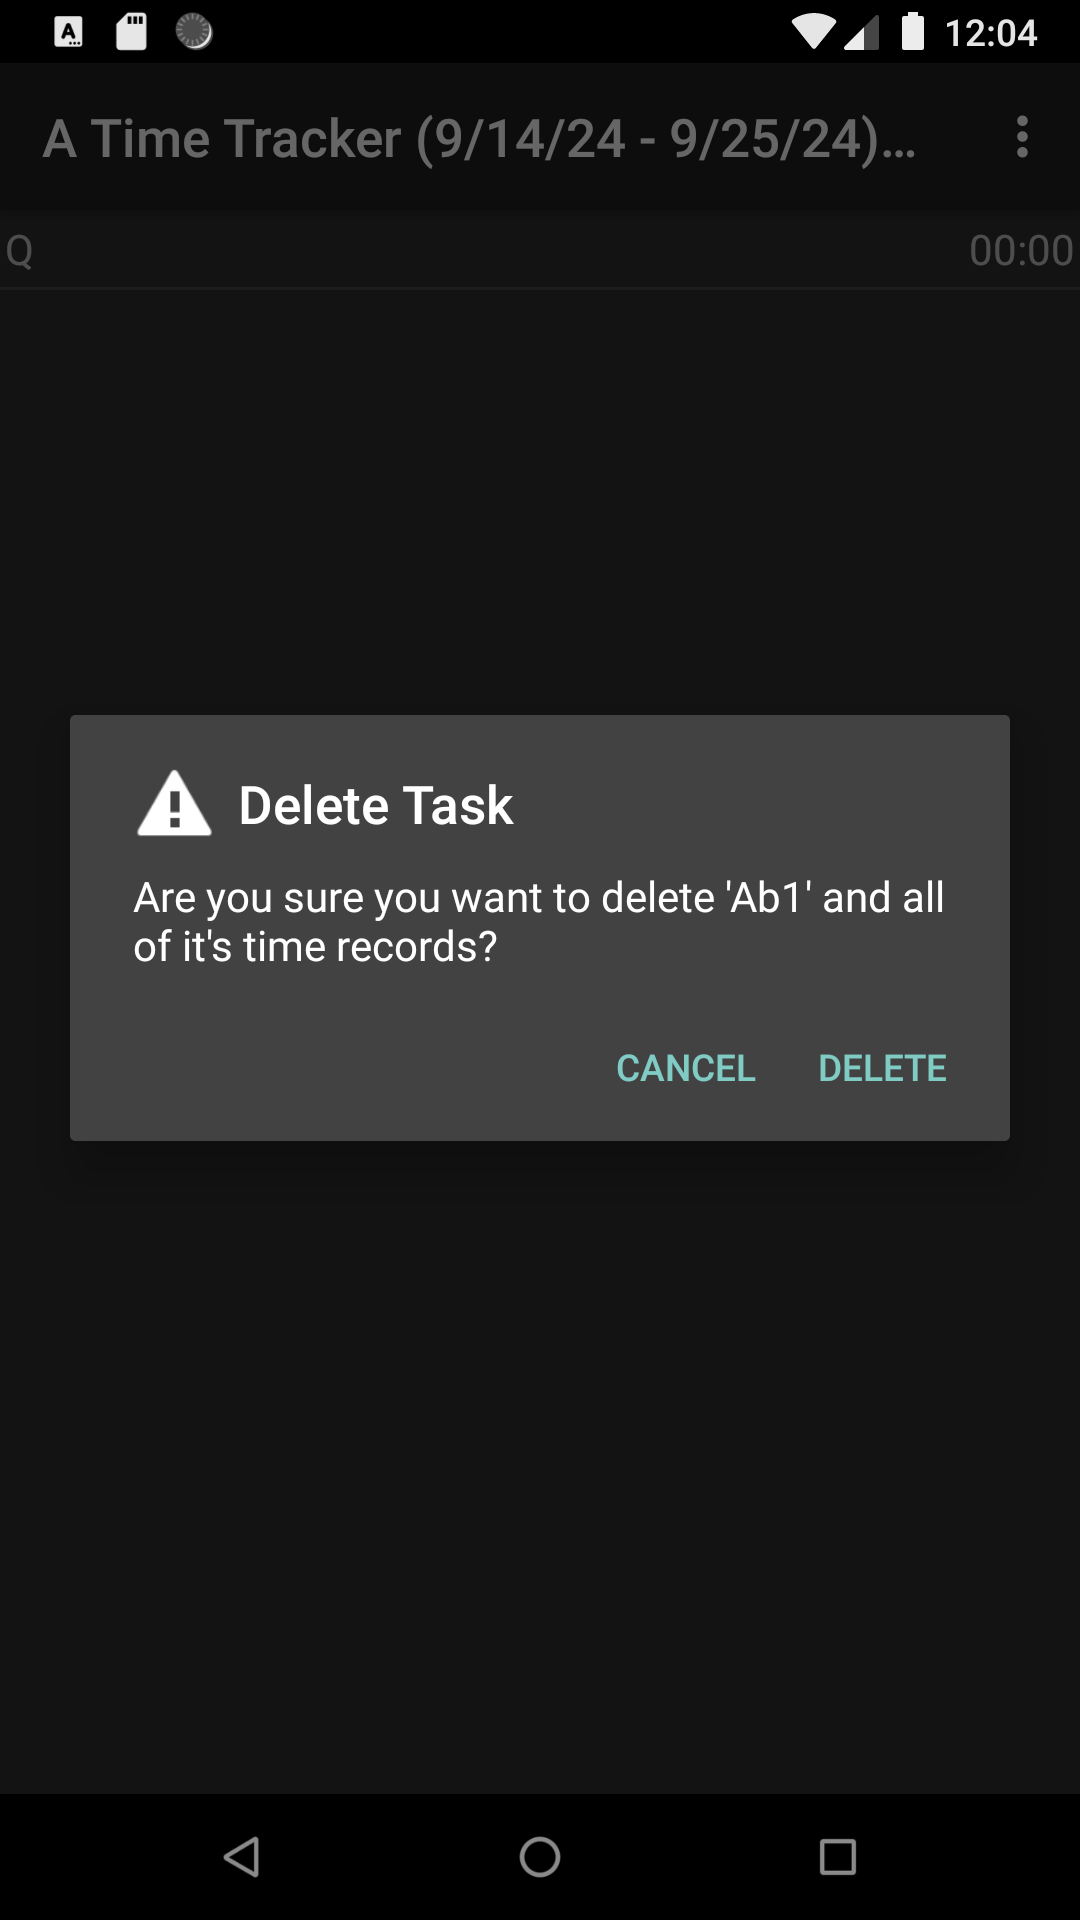 12:04
A Time Tracker (9/14/24 - 9/25/24)...
Q 00:00
Delete Task
Are you sure you want to delete 'Ab1' and all
of it's time records?
CANCEL DELETE